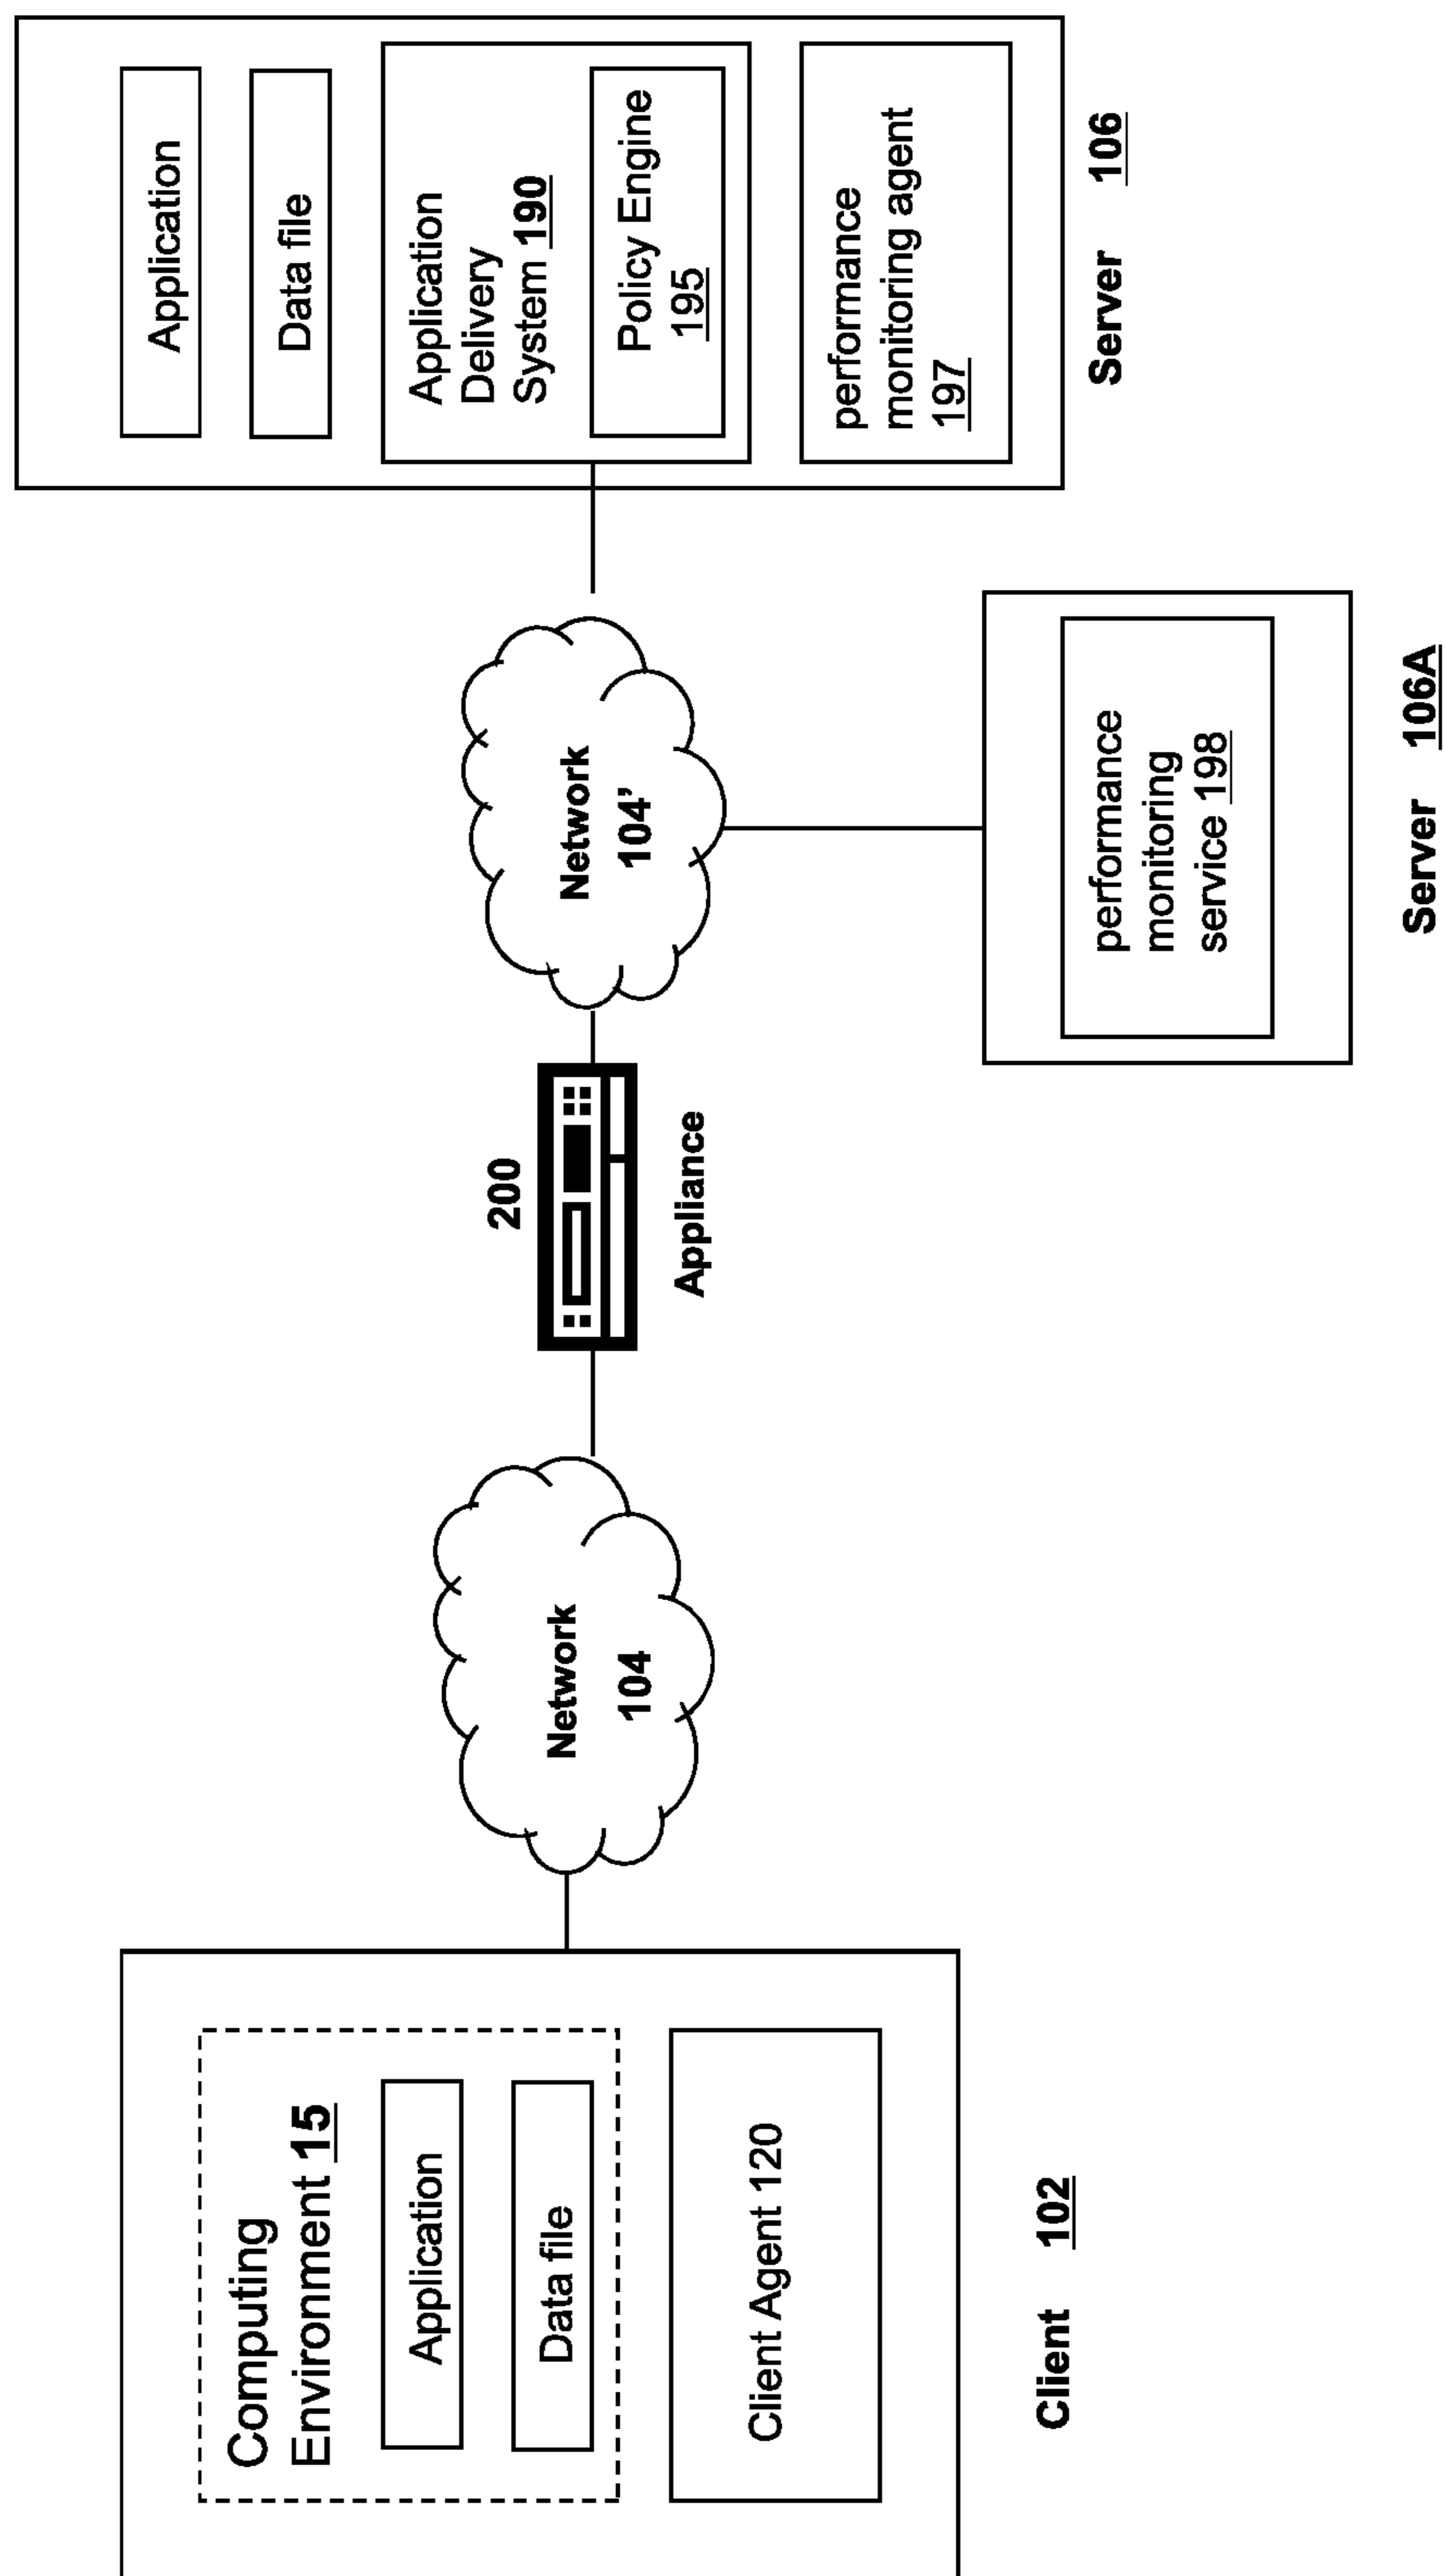 Computing
Environment 15
Application
Data file
Client Agent 120
Client 102
Network
104
200
Appliance
Network
104’
performance
monitoring
service 198
Server 106A
Application
Data file
Application
Delivery
System 190
Policy Engine
195
performance
monitoring agent
197
Server 106